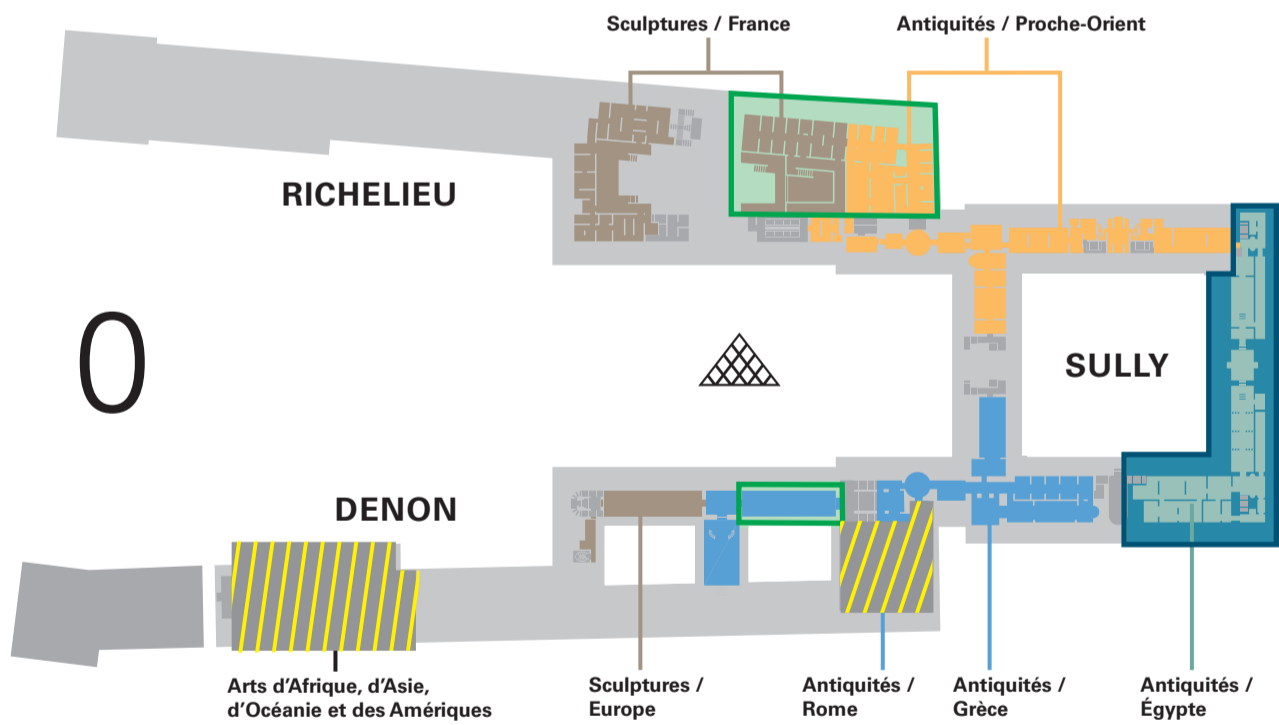 Sculptures / France
Antiquités / Proche-Orient
RICHELIEU
0
SULLY
DENON
Arts d’Afrique, d’Asie,
d’Océanie et des Amériques
Sculptures /
Europe
Antiquités /
Rome
Antiquités /
Grèce
Antiquités /
Égypte